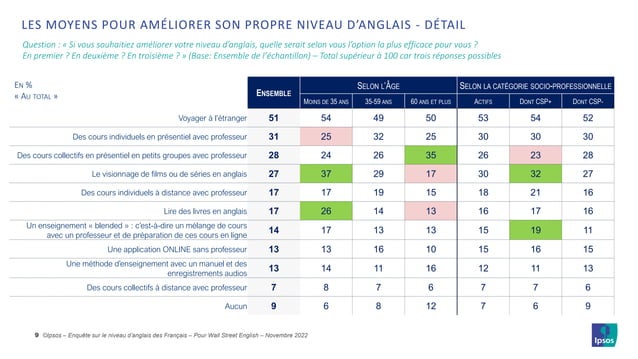 LES MOYENS POUR AMÉLIORER SON PROPRE NIVEAU D'ANGLAIS - DÉTAIL
Question : « Si vous souhaitiez améliorer votre niveau d'anglais, quelle serait selon vous l'option la plus efficace pour vous ?
En premier ? En deuxième ? En troisième ? » (Base: Ensemble de l'échantillon) – Total supérieur à 100 car trois réponses possibles
EN %
« AU TOTAL »
ENSEMBLE
SELON L'ÂGE
SELON LA CATÉGORIE SOCIO-PROFESSIONNELLE
MOINS DE 35 ANS 35-59 ANS 60 ANS ET PLUS ACTIFS DONT CSP+ DONT CSP-
Voyager à l'étranger 51 54 49 50 53 54 52
Des cours individuels en présentiel avec professeur 31 25 32 25 30 30 30
Des cours collectifs en présentiel en petits groupes avec professeur 28 24 26 35 26 23 28
Le visionnage de films ou de séries en anglais 27 37 29 17 30 32 27
Des cours individuels à distance avec professeur 17 17 19 15 18 21 16
Lire des livres en anglais 17 26 14 13 16 17 16
Un enseignement « blended » : c'est-à-dire un mélange de cours
avec un professeur et de préparation de ces cours en ligne
14 17 13 13 15 19 11
Une application ONLINE sans professeur 13 13 16 10 15 16 15
Une méthode d'enseignement avec un manuel et des
enregistrements audios
13 14 11 16 12 11 13
Des cours collectifs à distance avec professeur 7 8 7 6 7 7 6
Aucun 9 6 8 12 7 6 9
9 ©Ipsos – Enquête sur le niveau d'anglais des Français – Pour Wall Street English – Novembre 2022
Ipsos